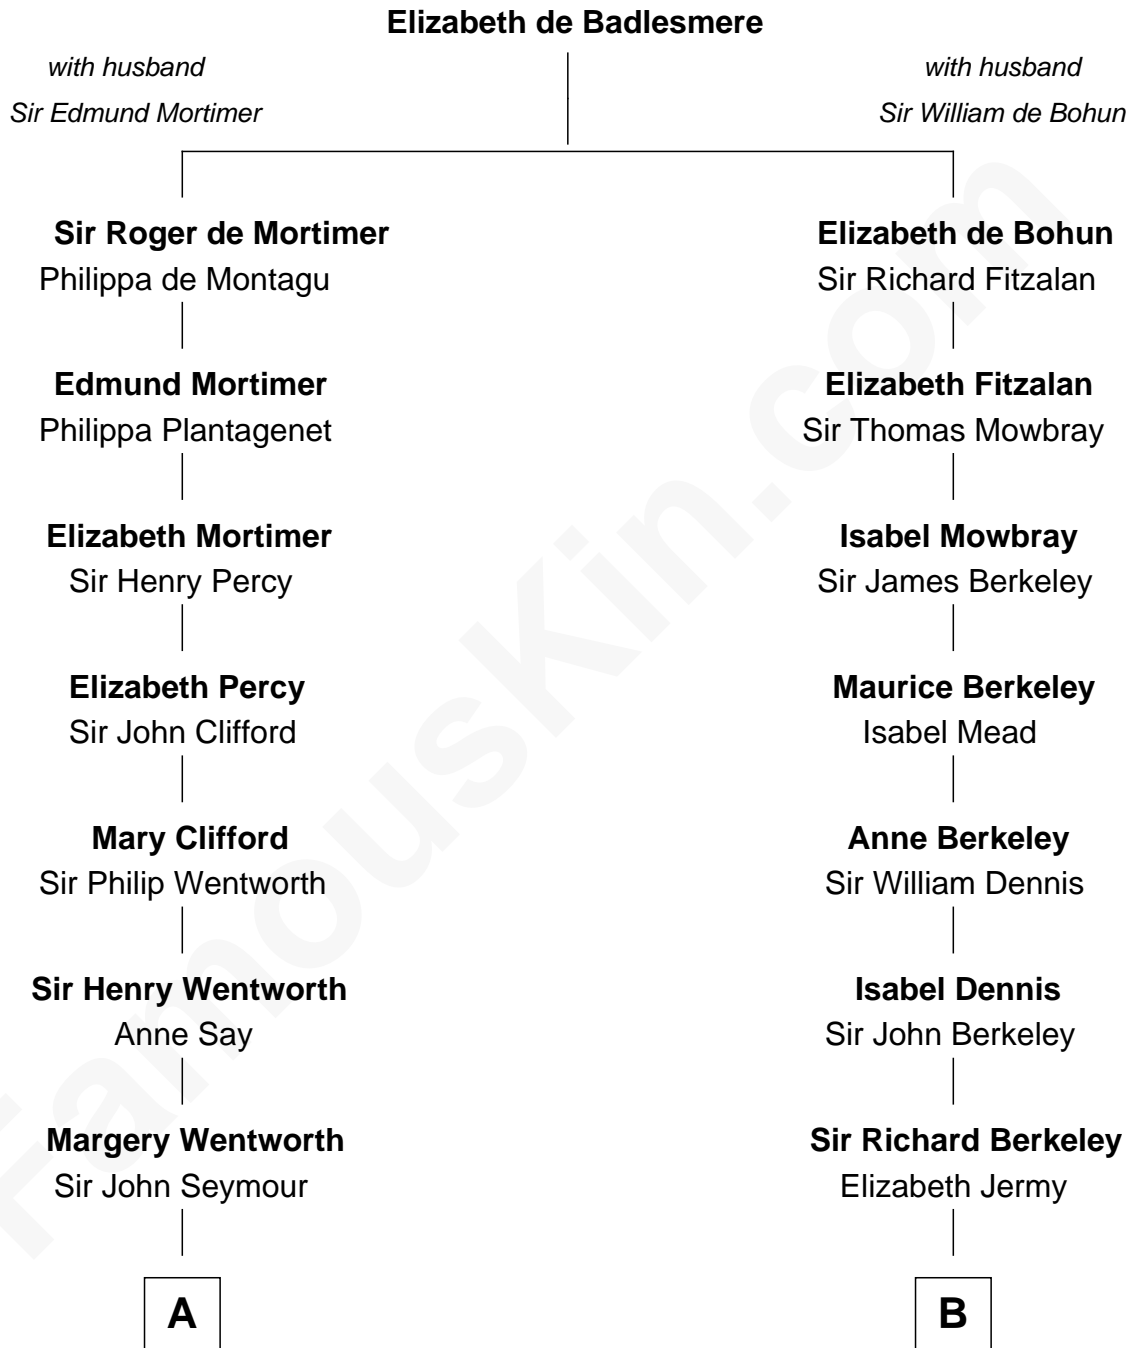 Elizabeth de Badlesmere
with husband
Sir Edmund Mortimer
with husband
Sir William de Bohun
Sir Roger de Mortimer
Philippa de Montagu
Elizabeth de Bohun
Sir Richard Fitzalan
Edmund Mortimer
Philippa Plantagenet
Elizabeth Fitzalan
Sir Thomas Mowbray
Elizabeth Mortimer
Sir Henry Percy
Isabel Mowbray
Sir James Berkeley
Elizabeth Percy
Sir John Clifford
Maurice Berkeley
Isabel Mead
Mary Clifford
Sir Philip Wentworth
Anne Berkeley
Sir William Dennis
Sir Henry Wentworth
Anne Say
Isabel Dennis
Sir John Berkeley
Margery Wentworth
Sir John Seymour
Sir Richard Berkeley
Elizabeth Jermy
A
B
FamousKin.com